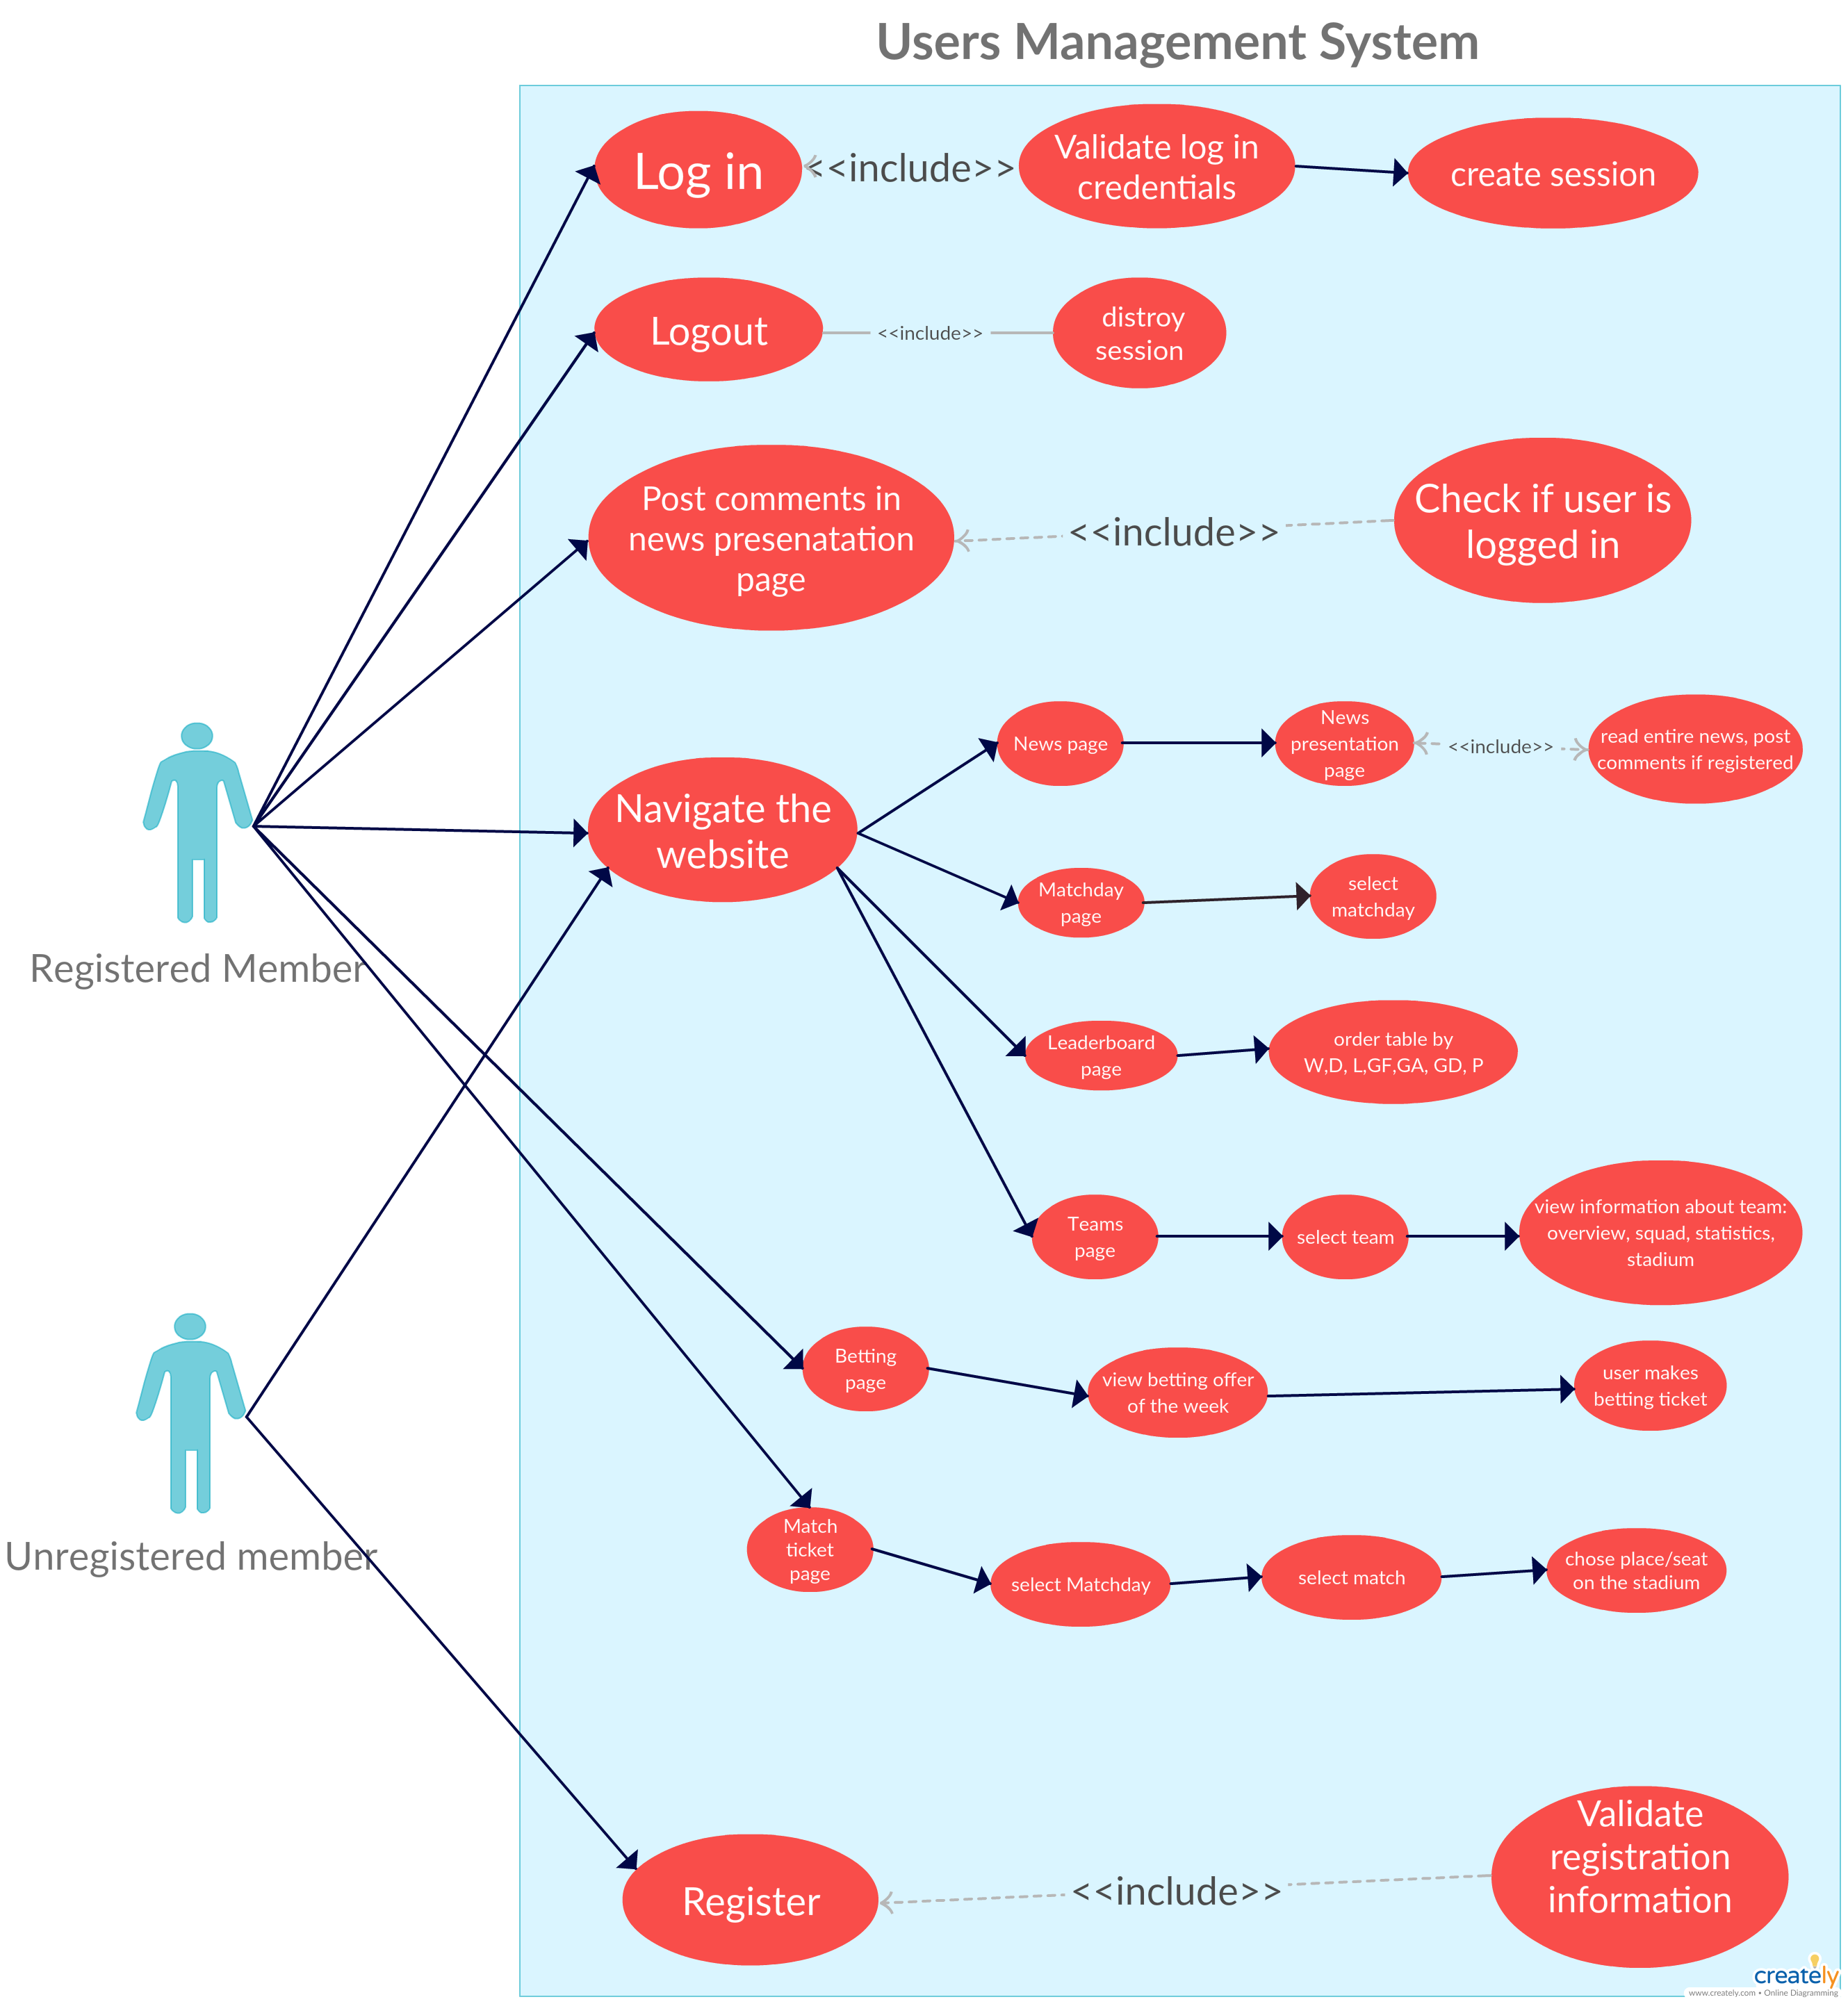 Users Management System
Log in
<<include>>
Validate log in
credentials
create session
Logout
<<include>>
distroy
session
Post comments in
news presenatation
page
<<include>>
Check if user is
logged in
Registered Member
Navigate the
website
News page
News
presentation
page
<<include>>
read entire news, post
comments if registered
Matchday
page
select
matchday
Leaderboard
page
order table by
W,D, L,GF,GA, GD, P
Teams
page
select team
view information about team:
overview, squad, statistics,
stadium
Unregistered member
Betting
page
view betting offer
of the week
user makes
betting ticket
Match
ticket
page
select Matchday
select match
chose place/seat
on the stadium
Register
<<include>>
Validate
registration
information
creately
www.creately.com • Online Diagramming